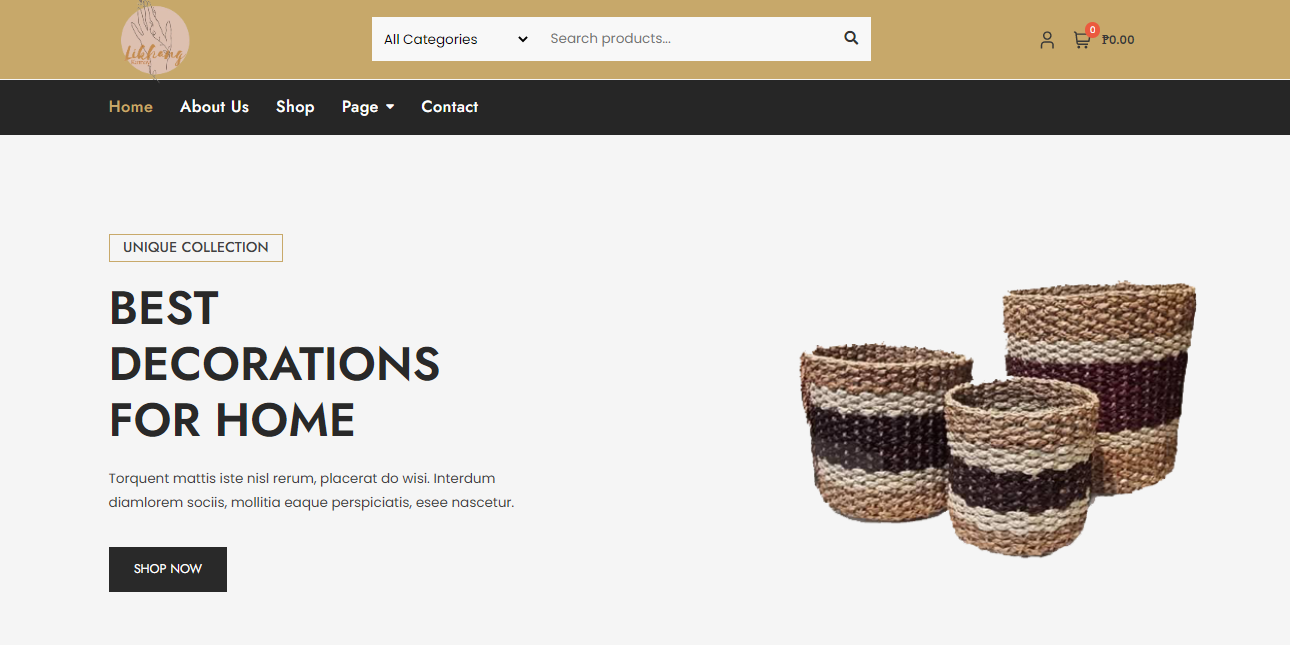 Likhang
All Categories
Search products...
0
₱0.00
Home
About Us
Shop
Page
Contact
UNIQUE COLLECTION
BEST
DECORATIONS
FOR HOME
Torquent mattis iste nisl rerum, placerat do wisi. Interdum
diamlorem sociis, mollitia eaque perspiciatis, esee nascetur.
SHOP NOW